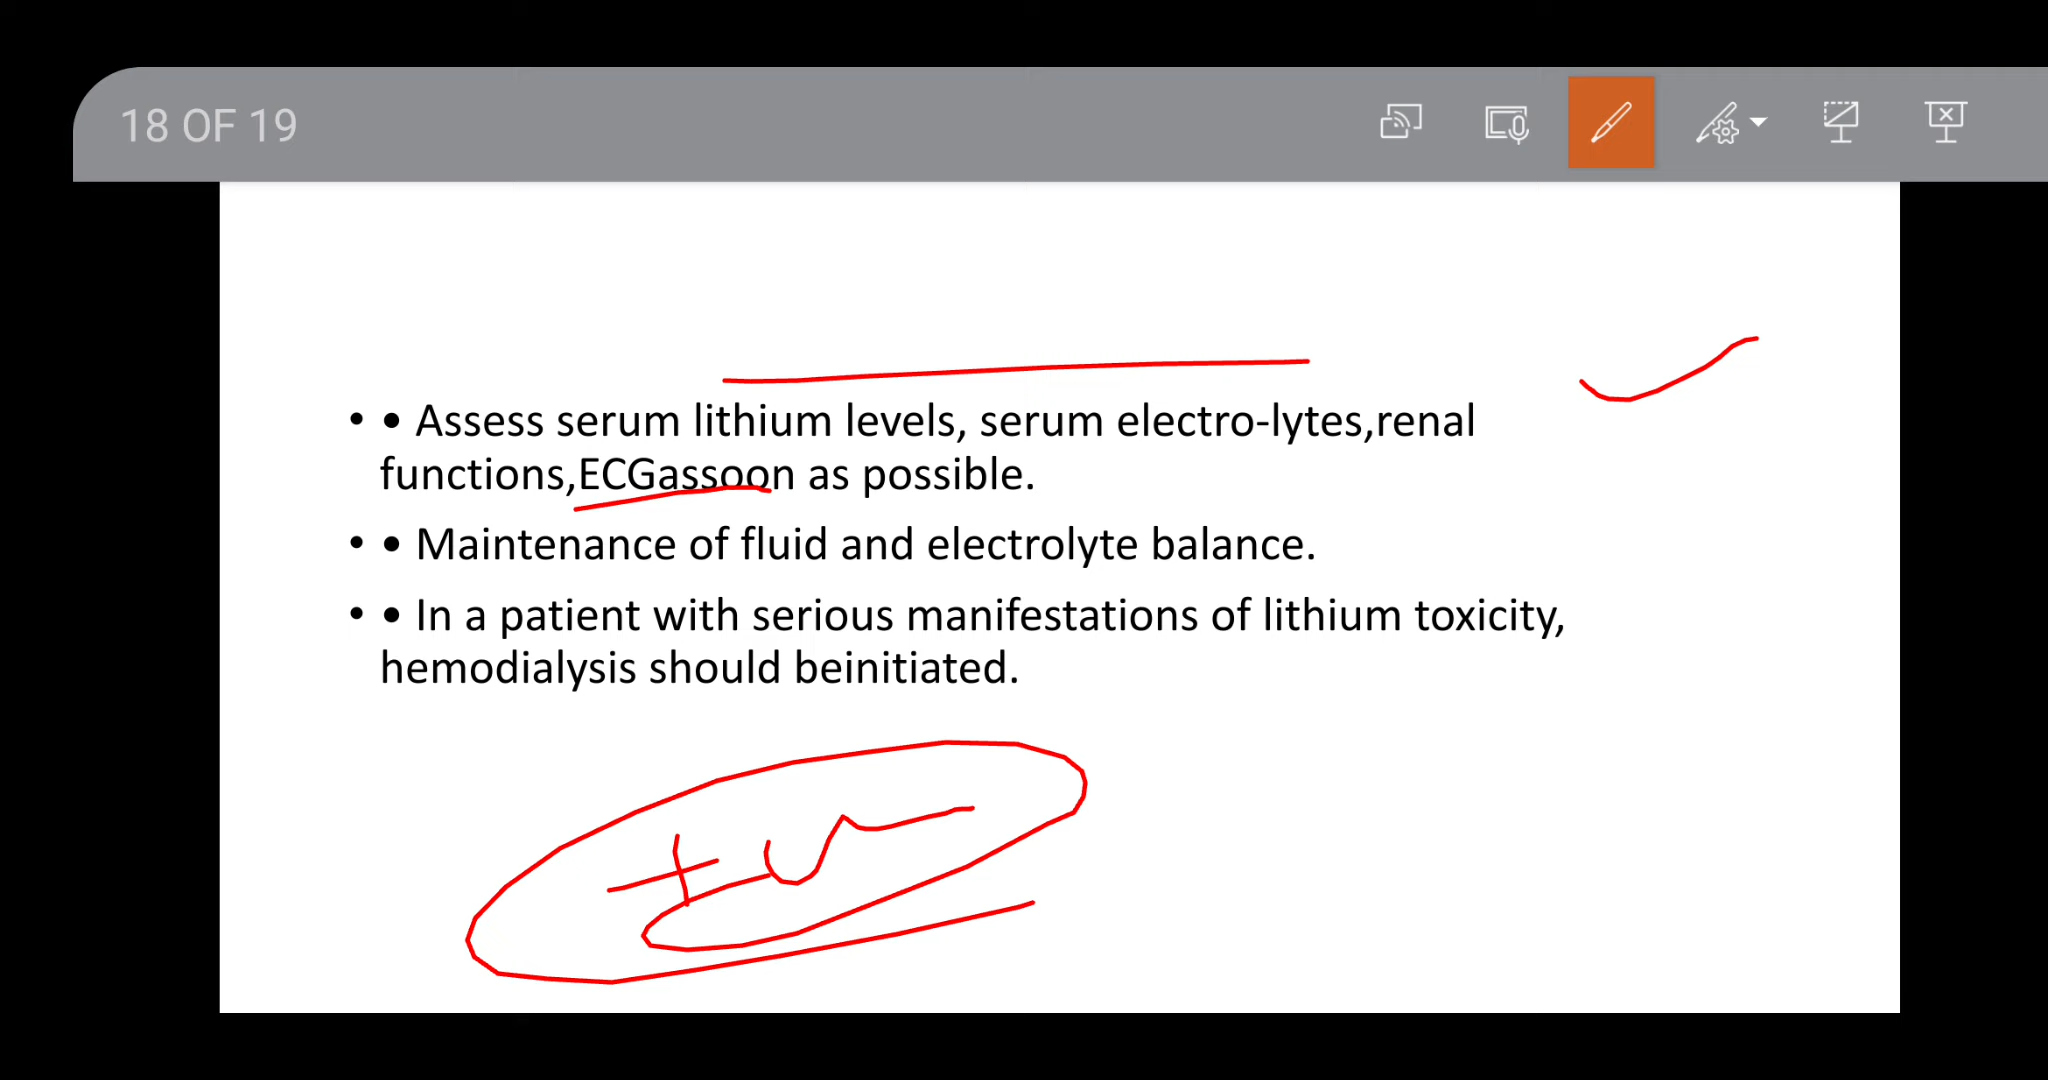 18 OF 19
• • Assess serum lithium levels, serum electro-lytes,renal
functions,ECGassoon as possible.
• • Maintenance of fluid and electrolyte balance.
• • In a patient with serious manifestations of lithium toxicity,
hemodialysis should beinitiated.